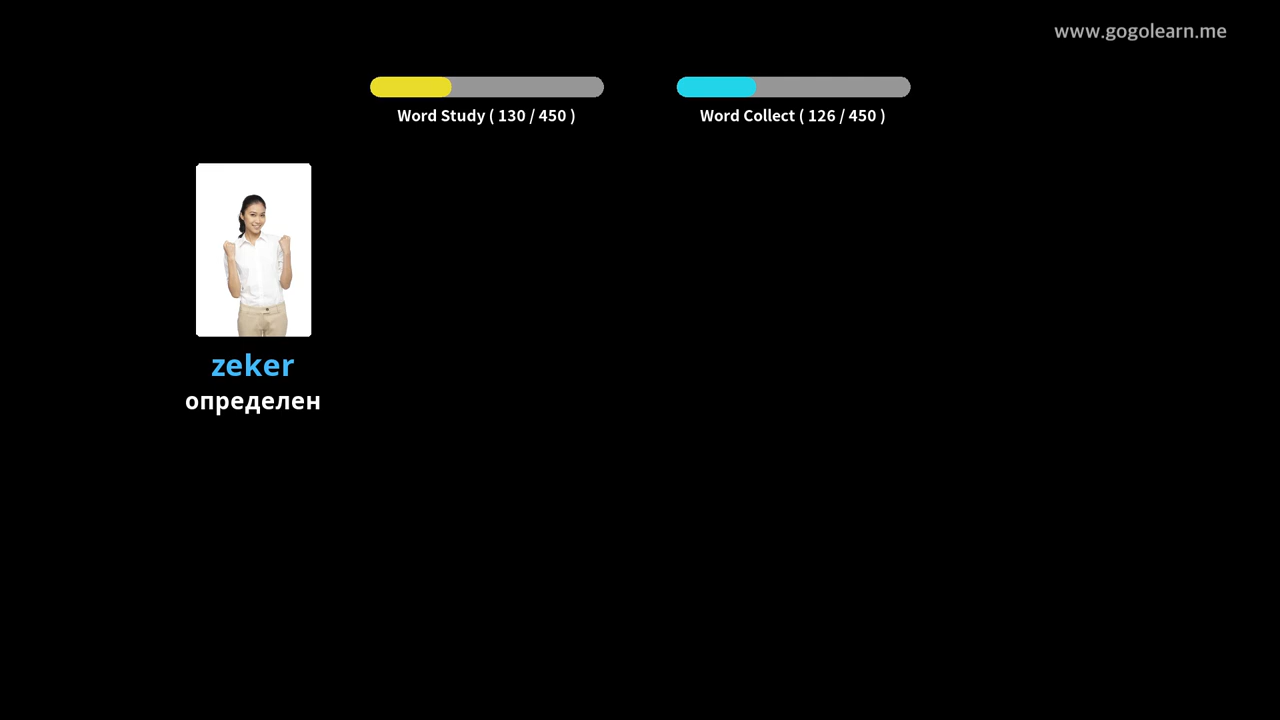 www.gogolearn.me
Word Study ( 130 / 450 )
Word Collect ( 126 / 450 )
zeker
определен